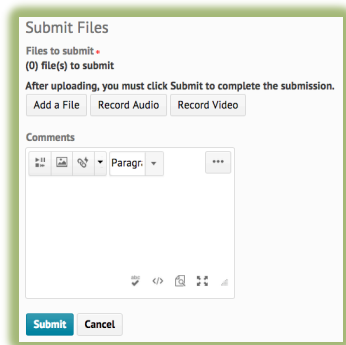 Submit Files
Files to submit *
(0) file(s) to submit
After uploading, you must click Submit to complete the submission.
Add a File Record Audio Record Video
Comments
Paragr.
abc </>
Submit Cancel